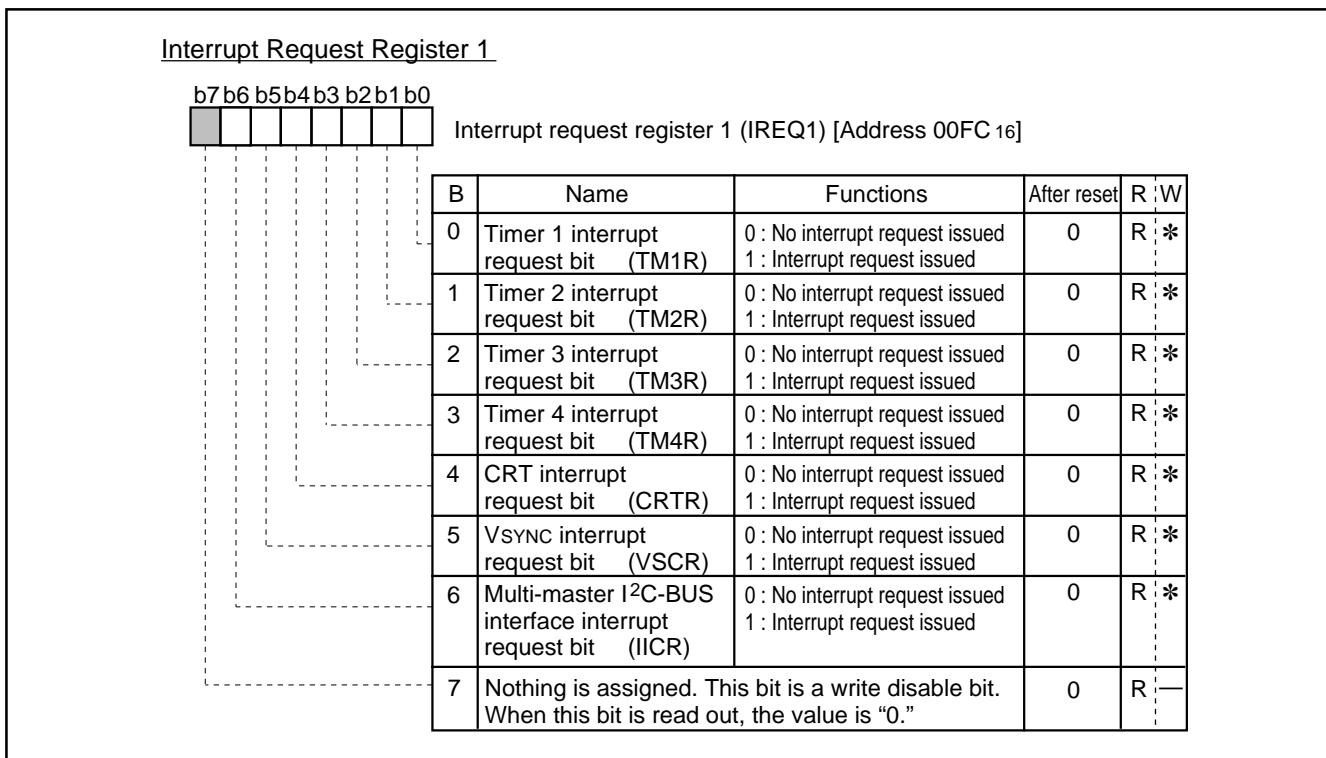 Interrupt Request Register 1
b7 b6 b5 b4 b3 b2 b1 b0
Interrupt request register 1 (IREQ1) [Address 00FC 16]
B Name Functions After reset R W
0 Timer 1 interrupt request bit (TM1R) 0 : No interrupt request issued 1 : Interrupt request issued 0 R ✻
1 Timer 2 interrupt request bit (TM2R) 0 : No interrupt request issued 1 : Interrupt request issued 0 R ✻
2 Timer 3 interrupt request bit (TM3R) 0 : No interrupt request issued 1 : Interrupt request issued 0 R ✻
3 Timer 4 interrupt request bit (TM4R) 0 : No interrupt request issued 1 : Interrupt request issued 0 R ✻
4 CRT interrupt request bit (CRTR) 0 : No interrupt request issued 1 : Interrupt request issued 0 R ✻
5 VSYNC interrupt request bit (VSCR) 0 : No interrupt request issued 1 : Interrupt request issued 0 R ✻
6 Multi-master I2C-BUS interface interrupt request bit (IICR) 0 : No interrupt request issued 1 : Interrupt request issued 0 R ✻
7 Nothing is assigned. This bit is a write disable bit. When this bit is read out, the value is “0.” 0 R —